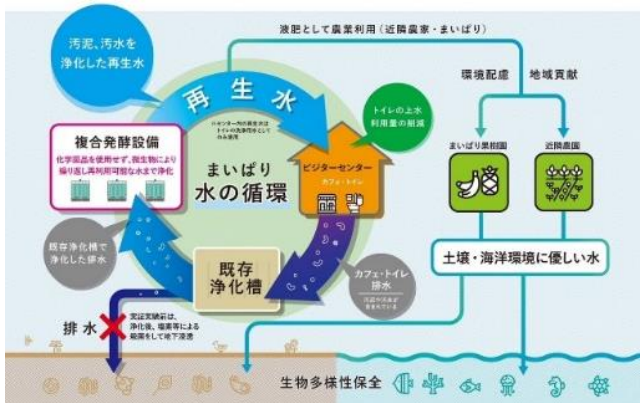 液肥として農業利用(近隣農家・まいぱり)
汚泥、汚水を
浄化した再生水
再生水
環境配慮
地域貢献
トイレの上水
利用量の削減
複合発酵設備
化学薬品を使用せず、微生物により
繰り返し再利用可能な水まで浄化
まいぱり
水の循環
ビジターセンター
カフェ・トイレ
まいぱり果樹園
近隣農園
既存浄化槽で
浄化した排水
既存
浄化槽
カフェ・トイレ
排水
土壌・海洋環境に優しい水
排水
実証実験前は、
浄化後、塩素等による
殺菌をして地下浸透
生物多様性保全